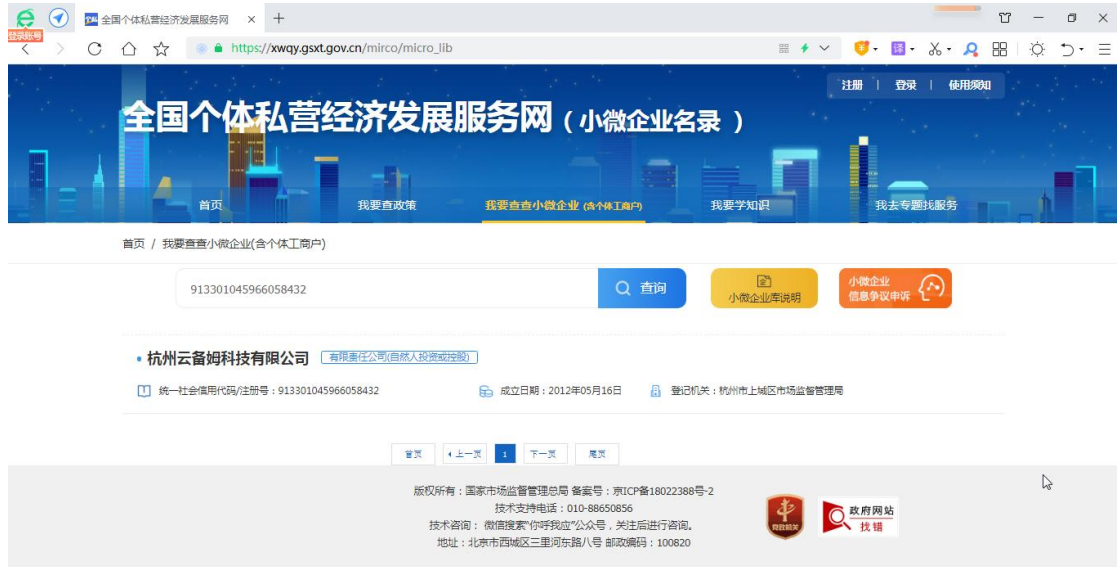 全国个体私营经济发展服务网
登录账号
https://xwqy.gsxt.gov.cn/mirco/micro_lib
注册 | 登录 | 使用须知
全国个体私营经济发展服务网（小微企业名录）
首页 我要查政策 我要查查小微企业 (含个体工商户) 我要学知识 我去专题找服务
首页 / 我要查查小微企业(含个体工商户)
913301045966058432 查询 小微企业库说明 小微企业
信息争议申诉
杭州云备姆科技有限公司 有限责任公司(自然人投资或控股)
统一社会信用代码/注册号：913301045966058432 成立日期：2012年05月16日 登记机关：杭州市上城区市场监督管理局
首页 上一页 1 下一页 尾页
版权所有：国家市场监督管理总局 备案号：京ICP备18022388号-2
技术支持电话：010-88650856
技术咨询： 微信搜索“你呼我应”公众号，关注后进行咨询。
地址：北京市西城区三里河东路八号 邮政编码：100820
党政机关
政府网站
找错